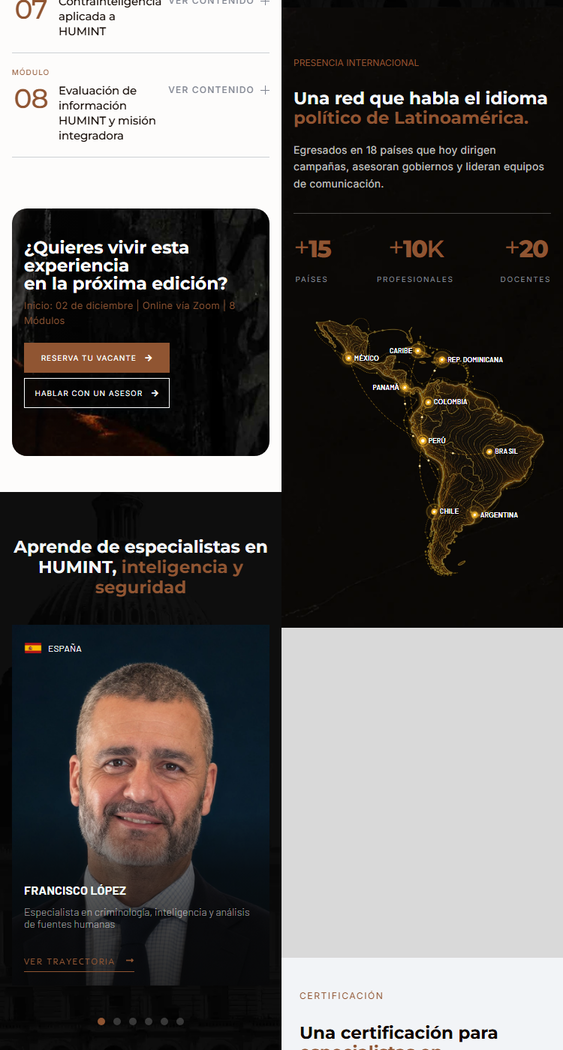 07
Contrainteligencia
aplicada a
HUMINT
VER CONTENIDO
MÓDULO
08
Evaluación de
información
HUMINT y misión
integradora
VER CONTENIDO
¿Quieres vivir esta
experiencia
en la próxima edición?
Inicio: 02 de diciembre | Online vía Zoom | 8
Módulos
RESERVA TU VACANTE
HABLAR CON UN ASESOR
Aprende de especialistas en
HUMINT, inteligencia y
seguridad
ESPAÑA
FRANCISCO LÓPEZ
Especialista en criminología, inteligencia y análisis
de fuentes humanas
VER TRAYECTORIA
PRESENCIA INTERNACIONAL
Una red que habla el idioma
político de Latinoamérica.
Egresados en 18 países que hoy dirigen
campañas, asesoran gobiernos y lideran equipos
de comunicación.
+15 +10K +20
PAÍSES PROFESIONALES DOCENTES
MÉXICO
CARIBE
REP. DOMINICANA
PANAMÁ
COLOMBIA
PERÚ
BRASIL
CHILE
ARGENTINA
CERTIFICACIÓN
Una certificación para
especialistas en